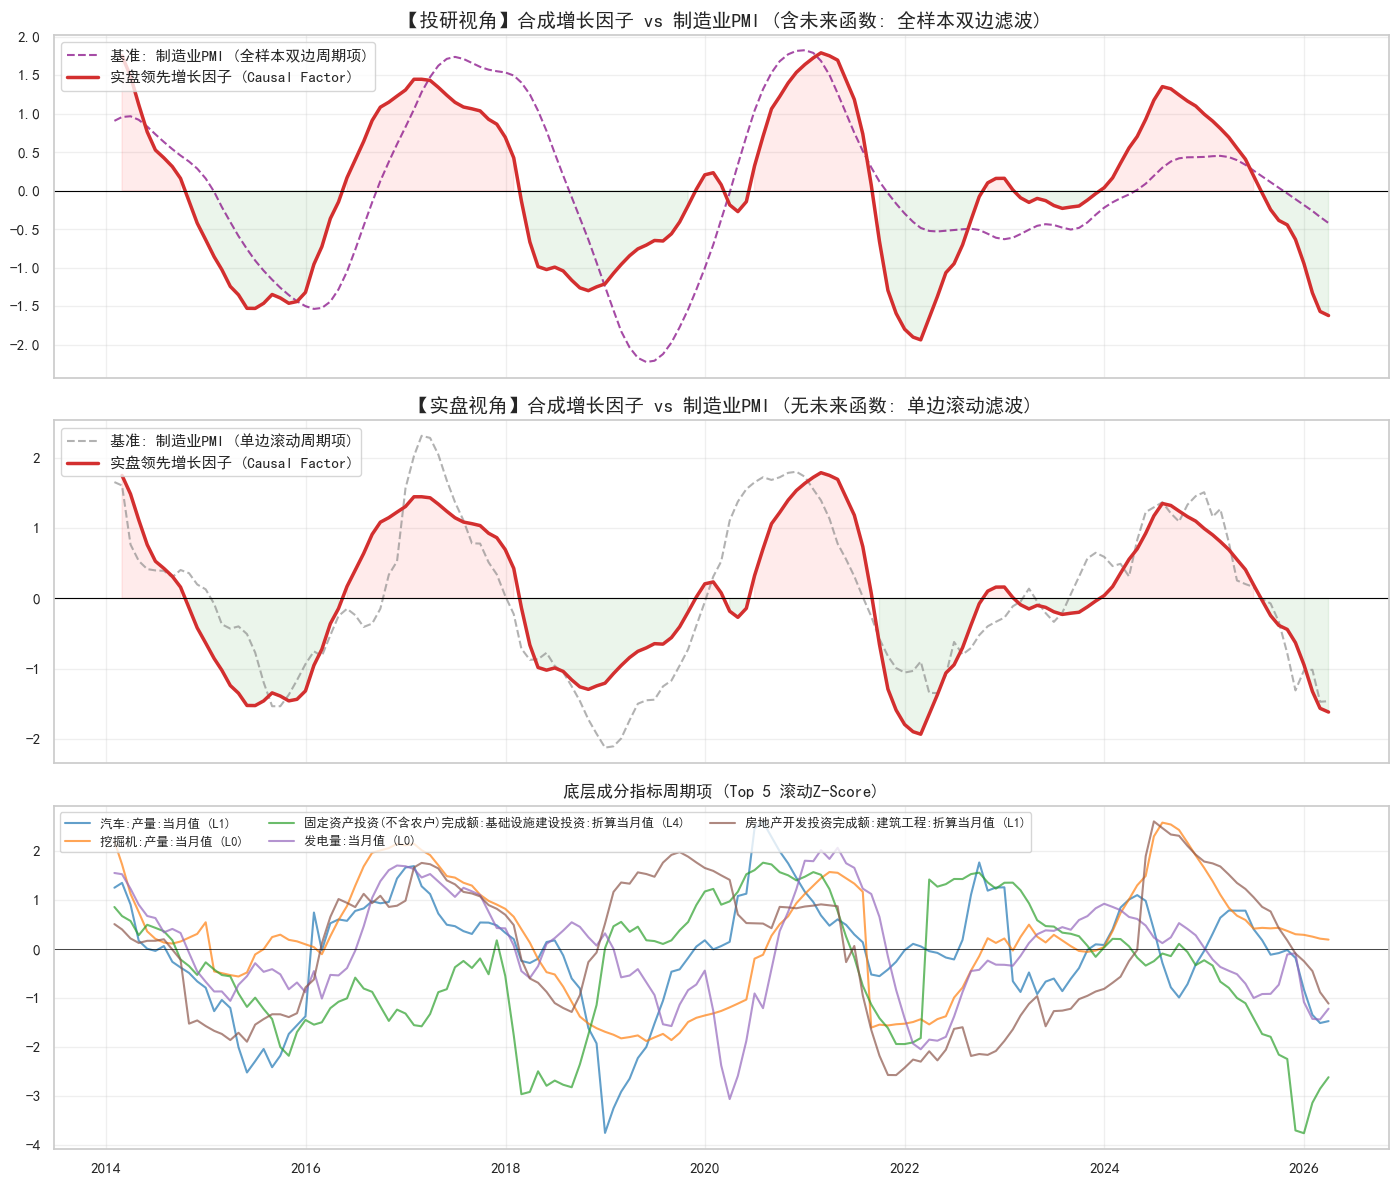 【投研视角】合成增长因子 vs 制造业PMI (含未来函数: 全样本双边滤波)
基准: 制造业PMI (全样本双边周期项)
实盘领先增长因子 (Causal Factor)
2.0
1.5
1.0
0.5
0.0
−0.5
−1.0
−1.5
−2.0
【实盘视角】合成增长因子 vs 制造业PMI (无未来函数: 单边滚动滤波)
基准: 制造业PMI (单边滚动周期项)
实盘领先增长因子 (Causal Factor)
2
1
0
−1
−2
底层成分指标周期项 (Top 5 滚动Z-Score)
汽车:产量:当月值 (L1)
挖掘机:产量:当月值 (L0)
固定资产投资(不含农户)完成额:基础设施建设投资:折算当月值 (L4)
发电量:当月值 (L0)
房地产开发投资完成额:建筑工程:折算当月值 (L1)
2
1
0
−1
−2
−3
−4
2014
2016
2018
2020
2022
2024
2026